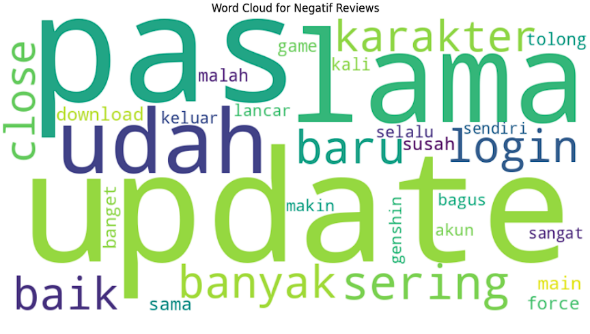 Word Cloud for Negatif Reviews
pas
lama
karakter
tolong
game
kali
malah
close
download
keluar
lancar
udah
baru
selalu
sendiri
susah
login
update
banget
makin
genshin
bagus
akun
sangat
baik
banyak
sering
sama
main
force